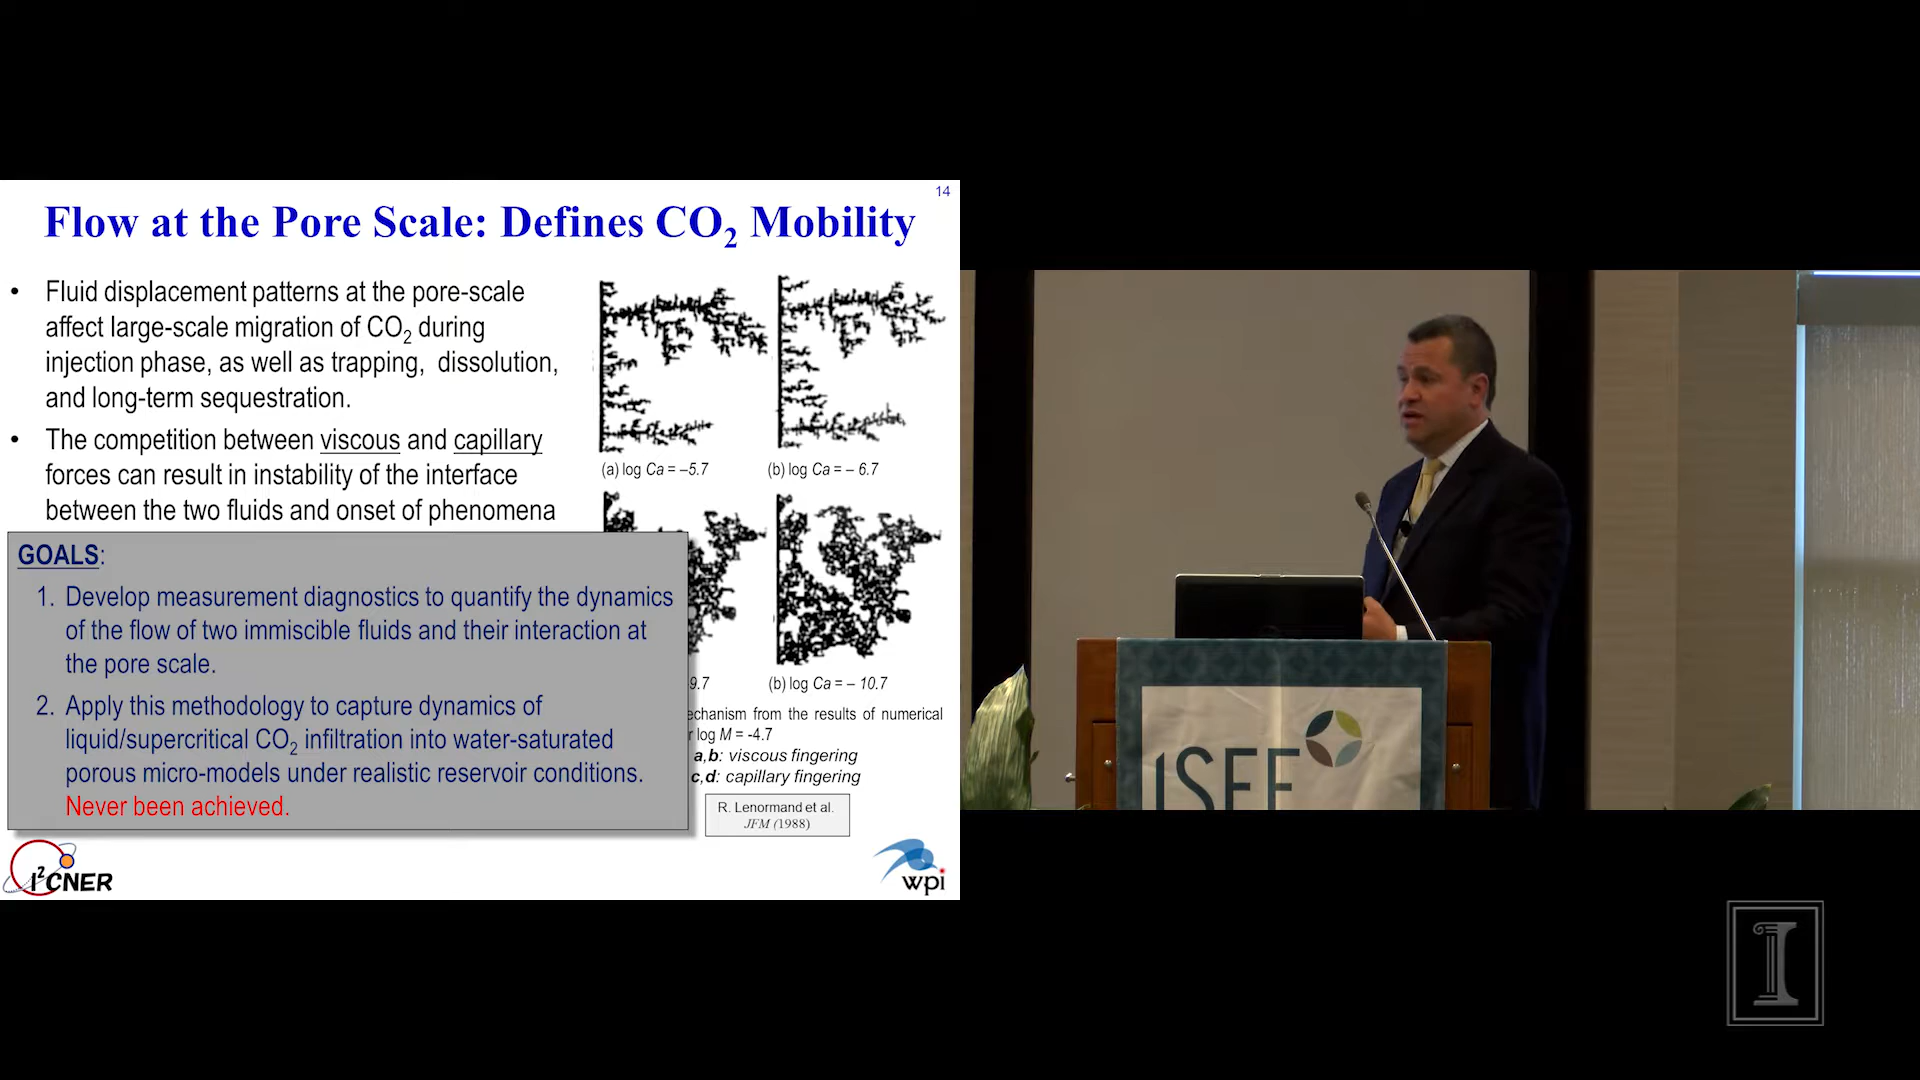 14
Flow at the Pore Scale: Defines CO2 Mobility
• Fluid displacement patterns at the pore-scale
affect large-scale migration of CO2 during
injection phase, as well as trapping, dissolution,
and long-term sequestration.
• The competition between viscous and capillary
forces can result in instability of the interface
between the two fluids and onset of phenomena
(a) log Ca = –5.7
(b) log Ca = – 6.7
GOALS:
1. Develop measurement diagnostics to quantify the dynamics
of the flow of two immiscible fluids and their interaction at
the pore scale.
2. Apply this methodology to capture dynamics of
liquid/supercritical CO2 infiltration into water-saturated
porous micro-models under realistic reservoir conditions.
Never been achieved.
9.7
(b) log Ca = – 10.7
echanism from the results of numerical
r log M = -4.7
a,b: viscous fingering
c,d: capillary fingering
R. Lenormand et al.
JFM (1988)
I2CNER
wpi
ISEE
I